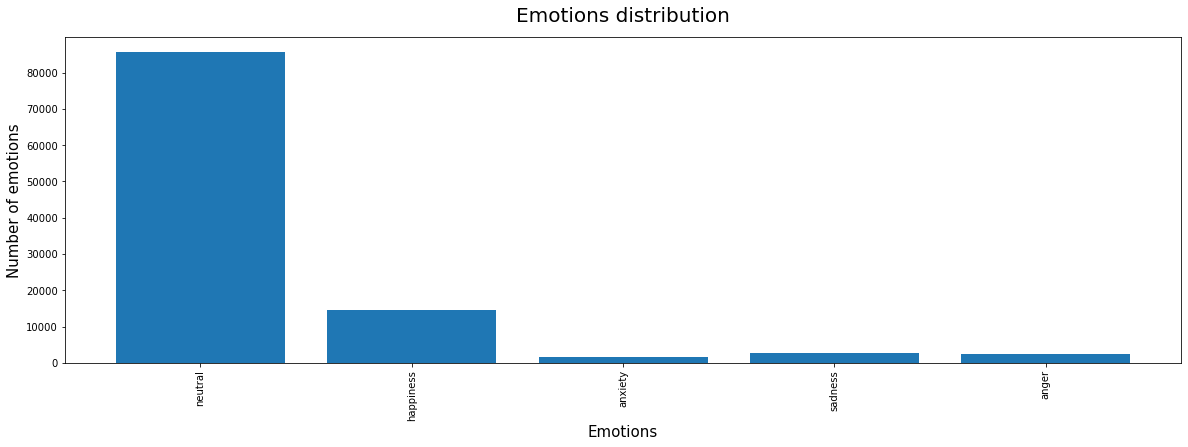 Emotions distribution
Number of emotions
80000
70000
60000
50000
40000
30000
20000
10000
0
neutral
happiness
anxiety
sadness
anger
Emotions